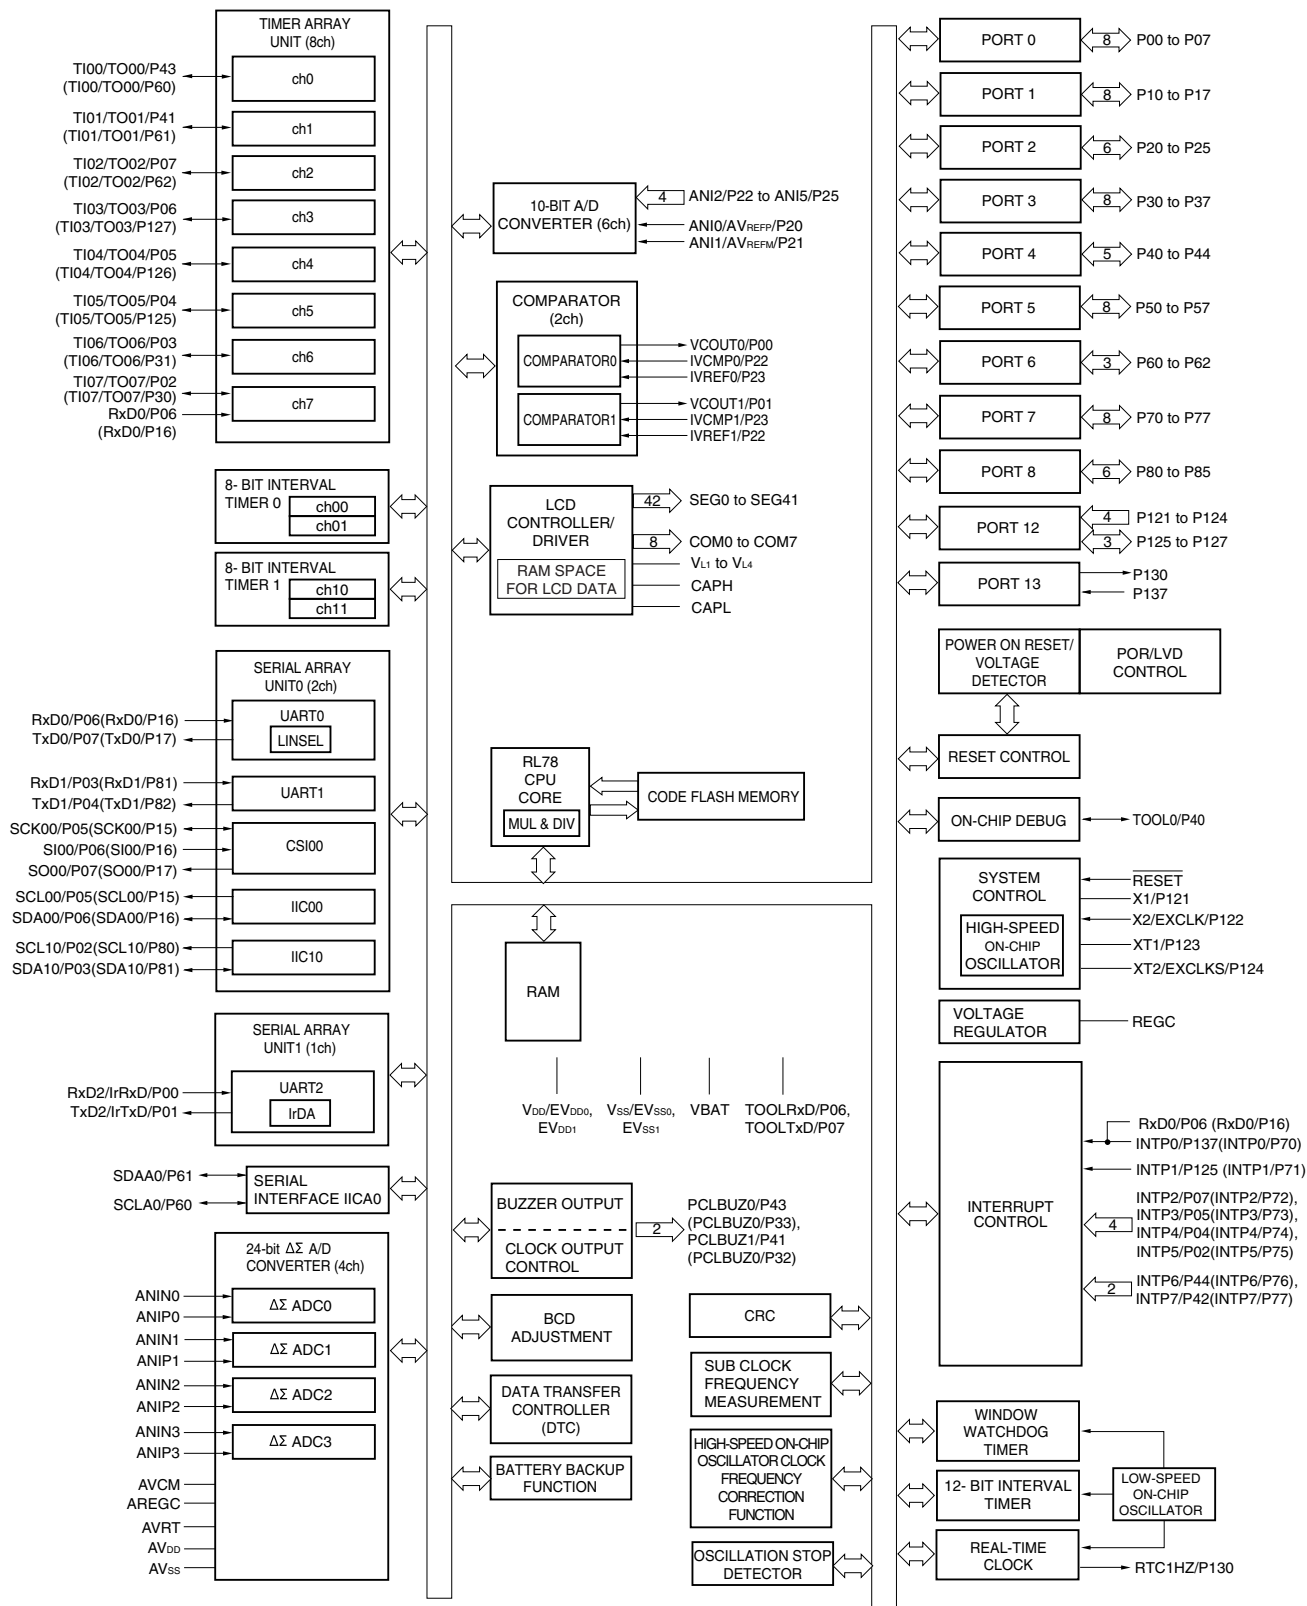 TIMER ARRAY
UNIT (8ch)
TI00/TO00/P43
(TI00/TO00/P60)
ch0
TI01/TO01/P41
(TI01/TO01/P61)
ch1
TI02/TO02/P07
(TI02/TO02/P62)
ch2
TI03/TO03/P06
(TI03/TO03/P127)
ch3
TI04/TO04/P05
(TI04/TO04/P126)
ch4
TI05/TO05/P04
(TI05/TO05/P125)
ch5
TI06/TO06/P03
(TI06/TO06/P31)
ch6
TI07/TO07/P02
(TI07/TO07/P30)
RxD0/P06
(RxD0/P16)
ch7
8- BIT INTERVAL
TIMER 0
ch00
ch01
8- BIT INTERVAL
TIMER 1
ch10
ch11
SERIAL ARRAY
UNIT0 (2ch)
RxD0/P06(RxD0/P16)
TxD0/P07(TxD0/P17)
UART0
LINSEL
RxD1/P03(RxD1/P81)
TxD1/P04(TxD1/P82)
UART1
SCK00/P05(SCK00/P15)
SI00/P06(SI00/P16)
SO00/P07(SO00/P17)
CSI00
SCL00/P05(SCL00/P15)
SDA00/P06(SDA00/P16)
IIC00
SCL10/P02(SCL10/P80)
SDA10/P03(SDA10/P81)
IIC10
SERIAL ARRAY
UNIT1 (1ch)
RxD2/IrRxD/P00
TxD2/IrTxD/P01
UART2
IrDA
SDAA0/P61
SCLA0/P60
SERIAL
INTERFACE IICA0
24-bit ΔΣ A/D
CONVERTER (4ch)
ANIN0
ANIP0
ΔΣ ADC0
ANIN1
ANIP1
ΔΣ ADC1
ANIN2
ANIP2
ΔΣ ADC2
ANIN3
ANIP3
ΔΣ ADC3
AVCM
AREGC
AVRT
AVDD
AVSS
10-BIT A/D
CONVERTER (6ch)
4
ANI2/P22 to ANI5/P25
ANI0/AVREFP/P20
ANI1/AVREFM/P21
COMPARATOR
(2ch)
COMPARATOR0
VCOUT0/P00
IVCMP0/P22
IVREF0/P23
COMPARATOR1
VCOUT1/P01
IVCMP1/P23
IVREF1/P22
LCD
CONTROLLER/
DRIVER
RAM SPACE
FOR LCD DATA
42
SEG0 to SEG41
8
COM0 to COM7
VL1 to VL4
CAPH
CAPL
RL78
CPU
CORE
MUL & DIV
CODE FLASH MEMORY
RAM
VDD/EVDD0,
EVDD1
VSS/EVSS0,
EVSS1
VBAT
TOOLRxD/P06,
TOOLTxD/P07
BUZZER OUTPUT
CLOCK OUTPUT
CONTROL
2
PCLBUZ0/P43
(PCLBUZ0/P33),
PCLBUZ1/P41
(PCLBUZ0/P32)
BCD
ADJUSTMENT
DATA TRANSFER
CONTROLLER
(DTC)
BATTERY BACKUP
FUNCTION
CRC
SUB CLOCK
FREQUENCY
MEASUREMENT
HIGH-SPEED ON-CHIP
OSCILLATOR CLOCK
FREQUENCY
CORRECTION
FUNCTION
OSCILLATION STOP
DETECTOR
PORT 0
8
P00 to P07
PORT 1
8
P10 to P17
PORT 2
6
P20 to P25
PORT 3
8
P30 to P37
PORT 4
5
P40 to P44
PORT 5
8
P50 to P57
PORT 6
3
P60 to P62
PORT 7
8
P70 to P77
PORT 8
6
P80 to P85
PORT 12
4
P121 to P124
3
P125 to P127
PORT 13
P130
P137
POWER ON RESET/
VOLTAGE
DETECTOR
POR/LVD
CONTROL
RESET CONTROL
ON-CHIP DEBUG
TOOL0/P40
SYSTEM
CONTROL
HIGH-SPEED
ON-CHIP
OSCILLATOR
RESET
X1/P121
X2/EXCLK/P122
XT1/P123
XT2/EXCLKS/P124
VOLTAGE
REGULATOR
REGC
INTERRUPT
CONTROL
RxD0/P06 (RxD0/P16)
INTP0/P137(INTP0/P70)
INTP1/P125 (INTP1/P71)
4
INTP2/P07(INTP2/P72),
INTP3/P05(INTP3/P73),
INTP4/P04(INTP4/P74),
INTP5/P02(INTP5/P75)
2
INTP6/P44(INTP6/P76),
INTP7/P42(INTP7/P77)
WINDOW
WATCHDOG
TIMER
12- BIT INTERVAL
TIMER
LOW-SPEED
ON-CHIP
OSCILLATOR
REAL-TIME
CLOCK
RTC1HZ/P130